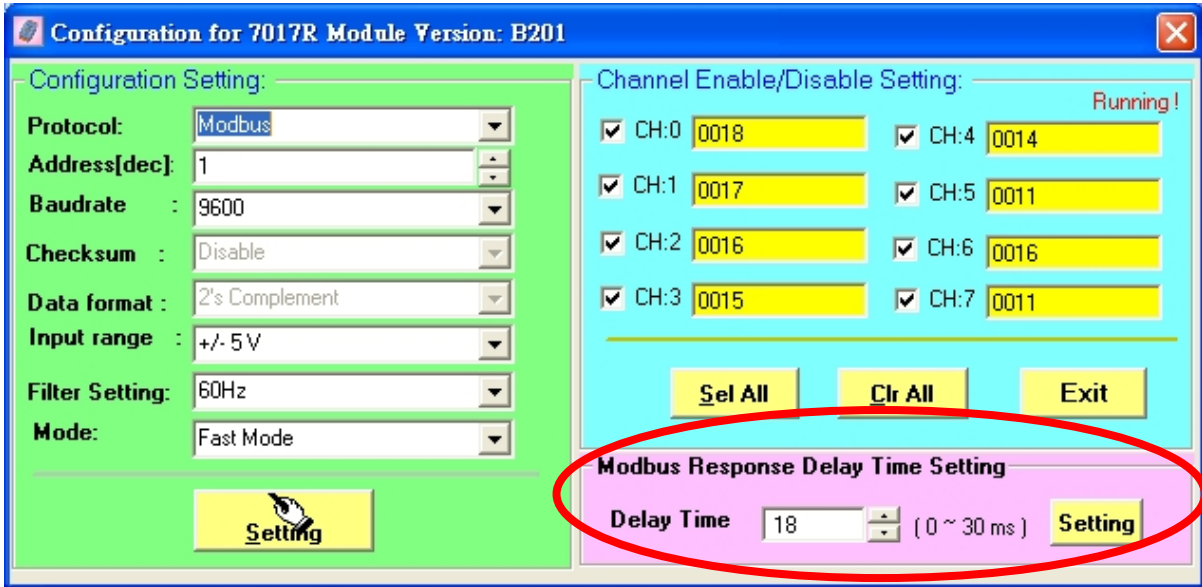 Configuration for 7017R Module Version: B201
Configuration Setting:
Protocol: Modbus
Address[dec]: 1
Baudrate : 9600
Checksum : Disable
Data format : 2's Complement
Input range : +/- 5 V
Filter Setting: 60Hz
Mode: Fast Mode
Setting
Channel Enable/Disable Setting:
Running !
CH:0 0018 CH:4 0014
CH:1 0017 CH:5 0011
CH:2 0016 CH:6 0016
CH:3 0015 CH:7 0011
Sel All Clr All Exit
Modbus Response Delay Time Setting
Delay Time 18 ( 0 ~ 30 ms ) Setting